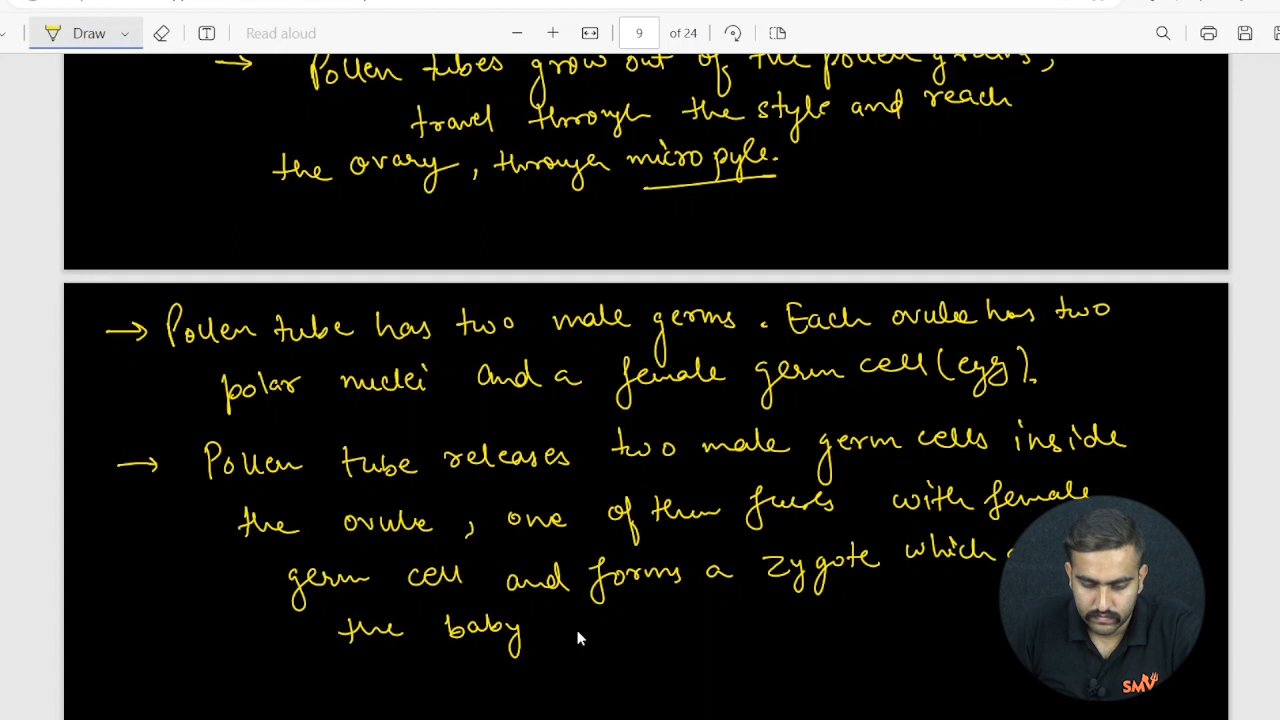 Draw
Read aloud
9 of 24
→ Pollen tubes grow out of the pollen grains,
travel through the style and reach
the ovary, through micropyle.
→ Pollen tube has two male germs. Each ovule has two
polar nuclei and a female germ cell (egg).
→ Pollen tube releases two male germ cells inside
the ovule, one of them fuses with female
germ cell and forms a zygote which
the baby
SMV